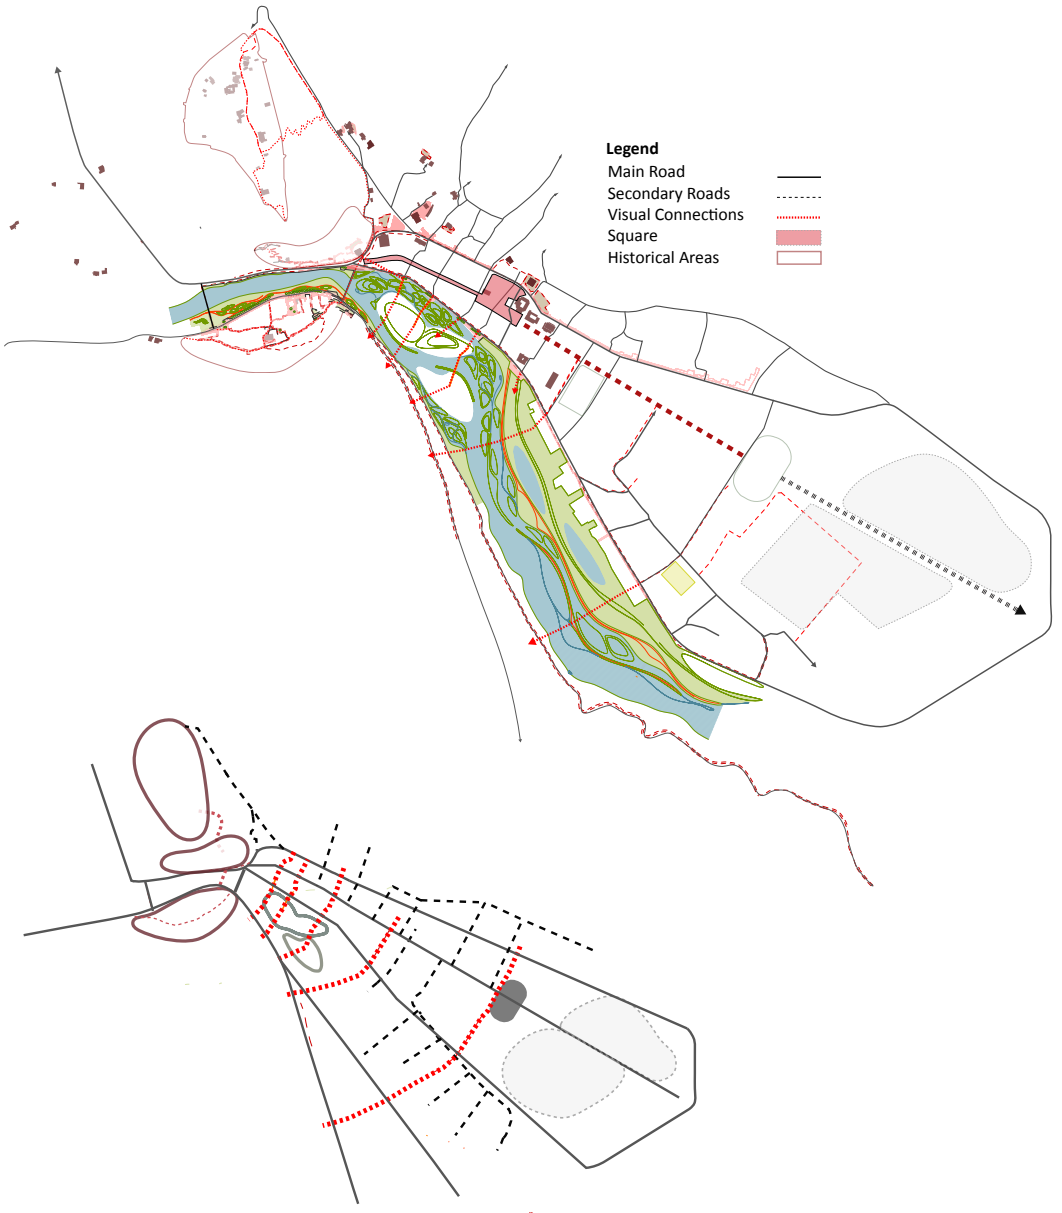 Legend
Main Road
Secondary Roads
Visual Connections
Square
Historical Areas